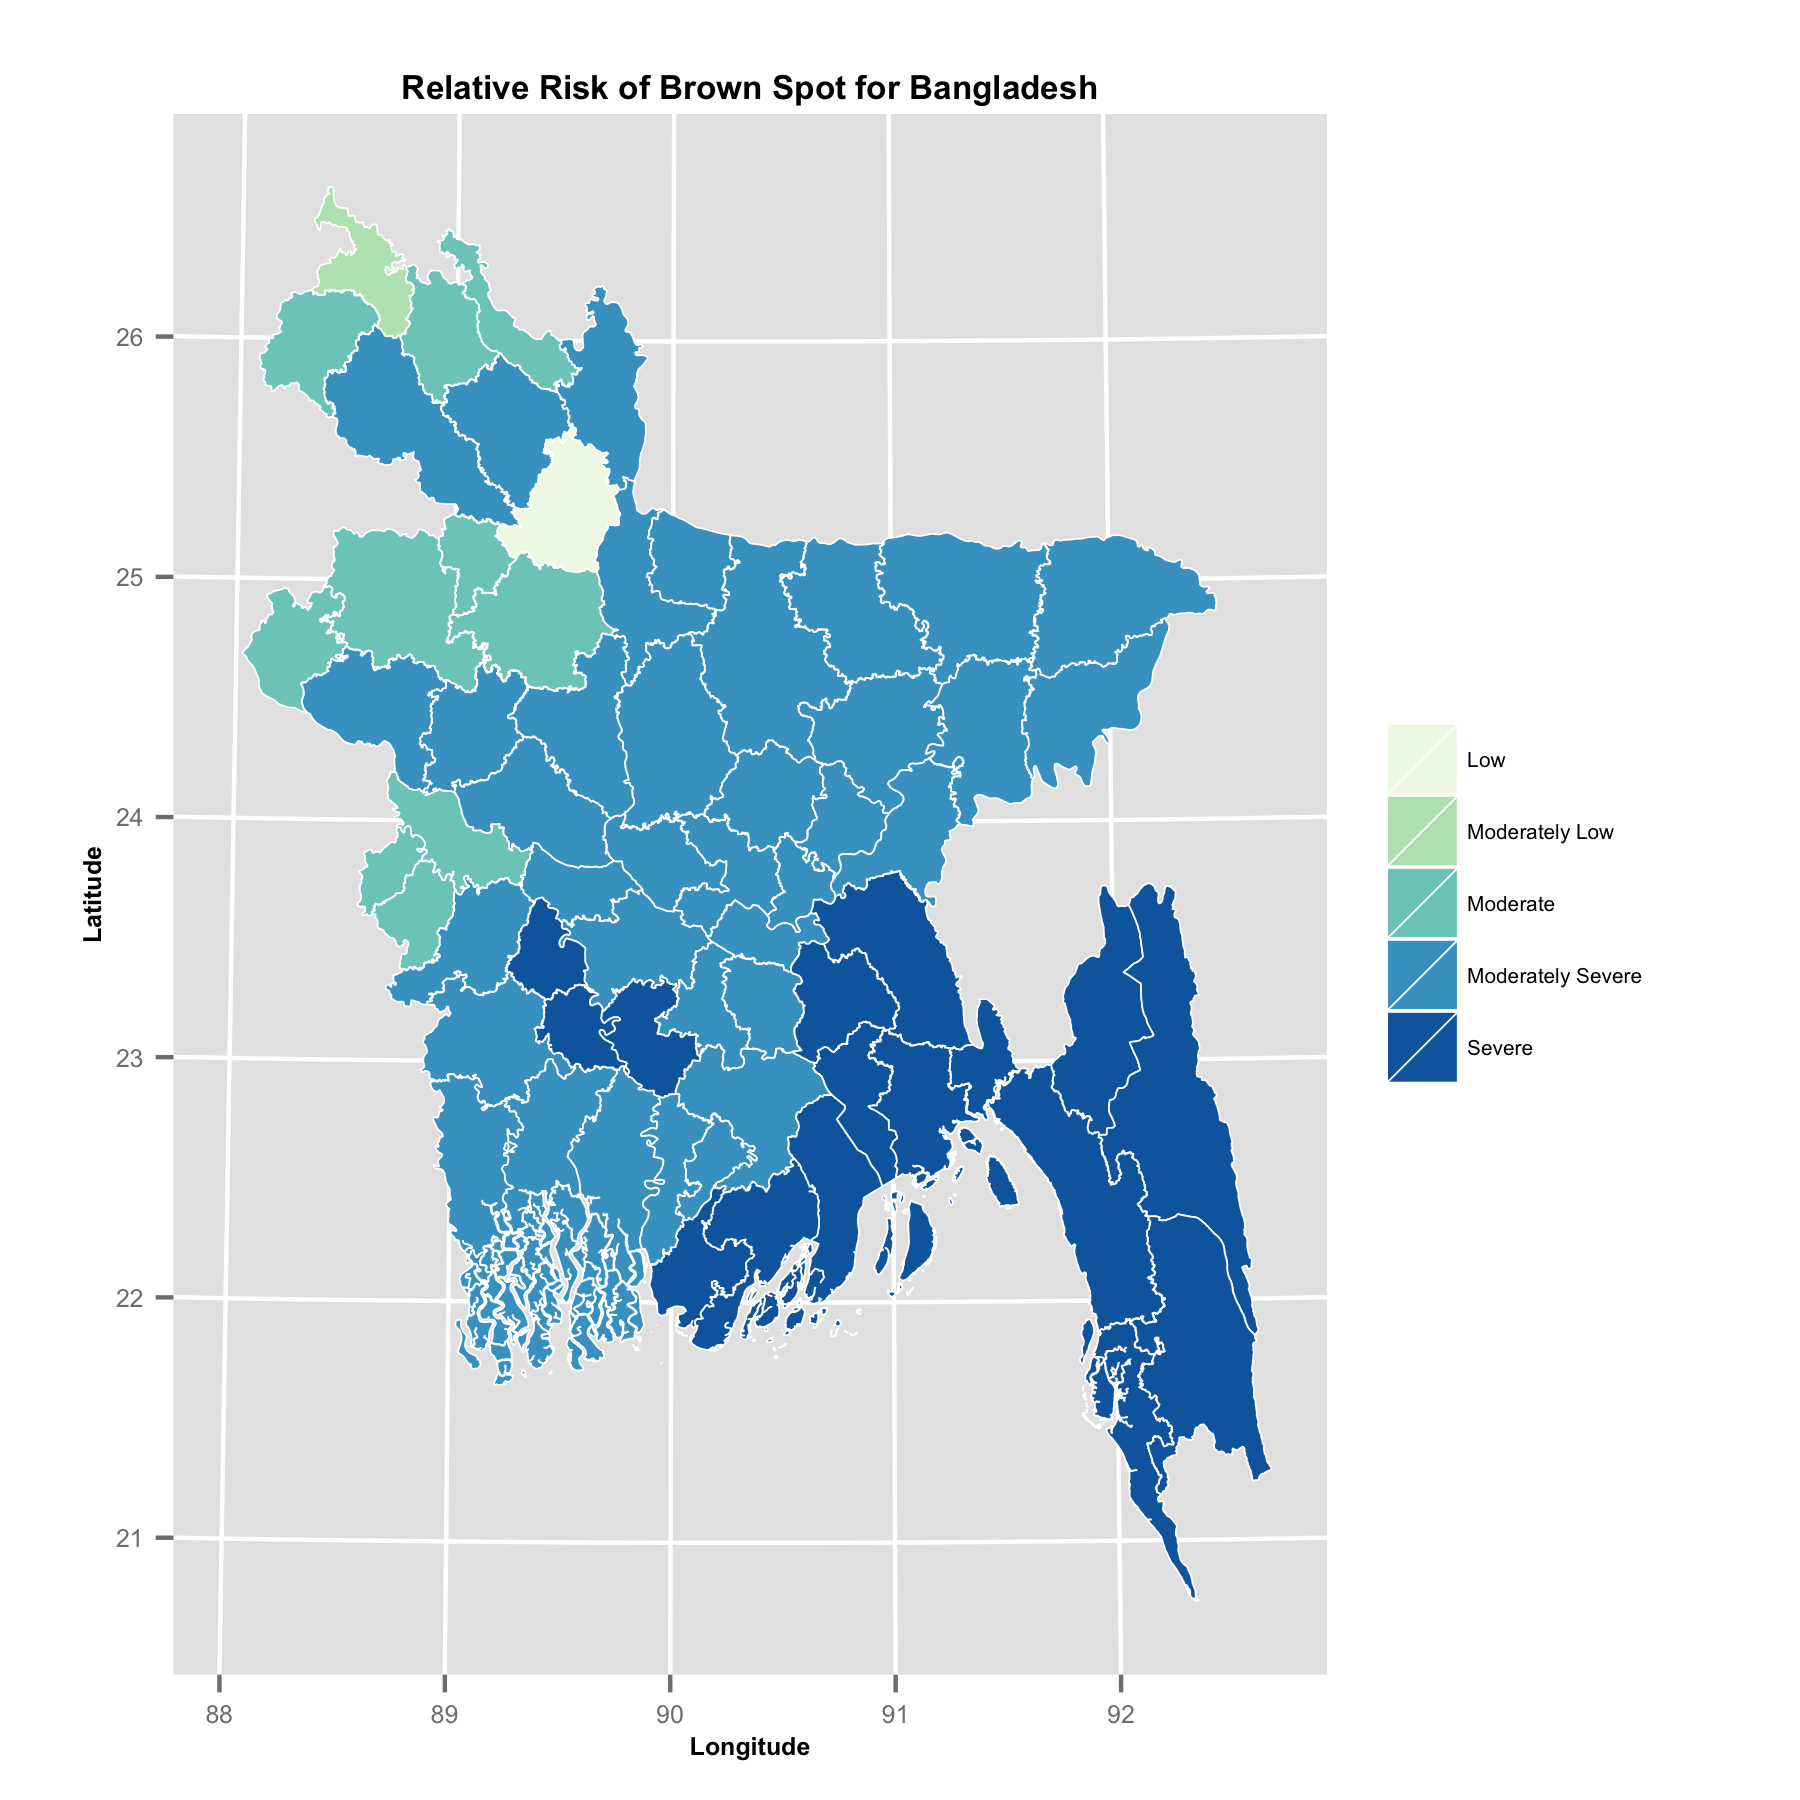 Relative Risk of Brown Spot for Bangladesh
26
25
24
23
22
21
Latitude
88 89 90 91 92
Longitude
Low
Moderately Low
Moderate
Moderately Severe
Severe